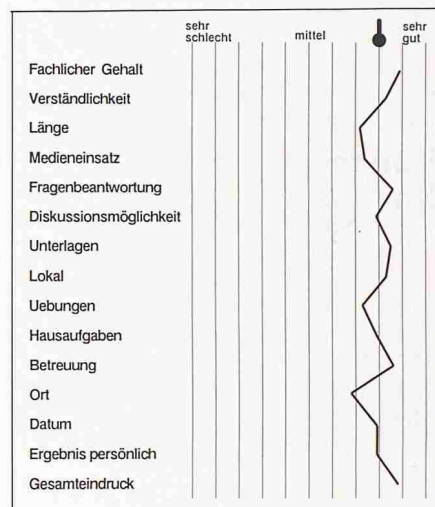 sehr schlecht
mittel
sehr gut
Fachlicher Gehalt
Verständlichkeit
Länge
Medieneinsatz
Fragenbeantwortung
Diskussionsmöglichkeit
Unterlagen
Lokal
Uebungen
Hausaufgaben
Betreuung
Ort
Datum
Ergebnis persönlich
Gesamteindruck